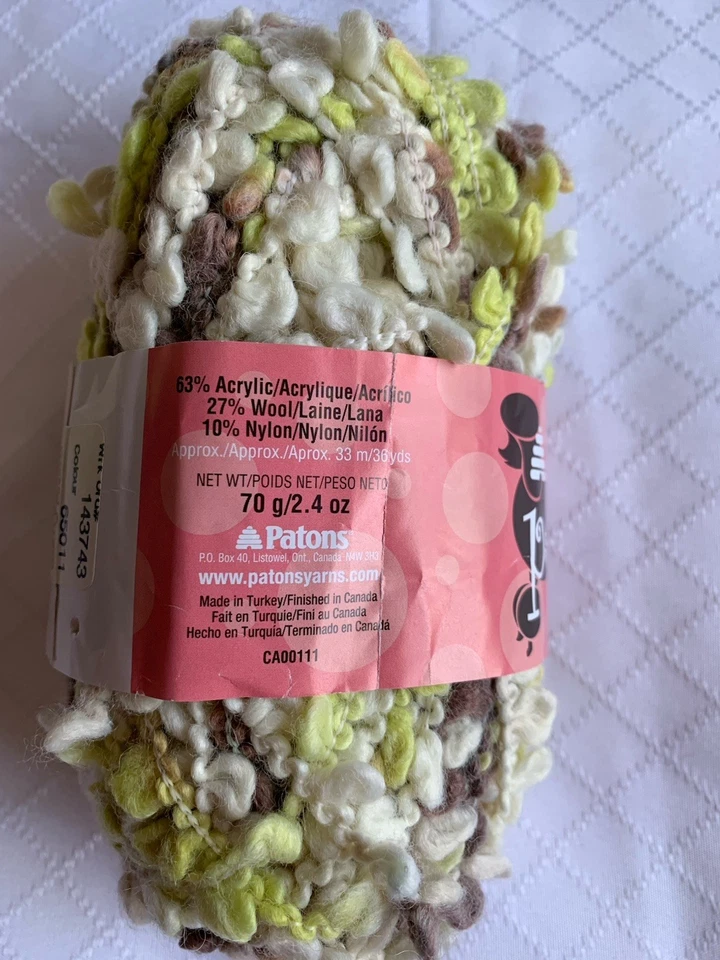 63% Acrylic/Acrylique/Acrílico
27% Wool/Laine/Lana
10% Nylon/Nylon/Nilón
Approx./Approx./Aprox. 33 m/36 yds
NET WT/POIDS NET/PESO NETO
70 g/2.4 oz
Patons
P.O. Box 40, Listowel, Ont., Canada N4W 3H3
www.patonsyarns.com
Made in Turkey/Finished in Canada
Fait en Turquie/Fini au Canada
Hecho en Turquía/Terminado en Canadá
CA00111
Colour
143743